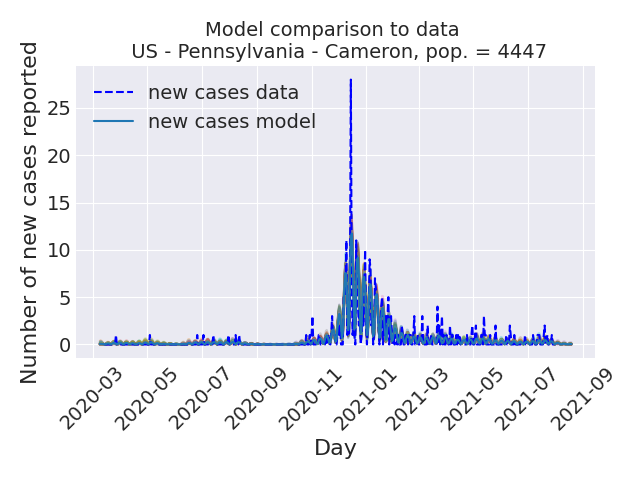 Model comparison to data
US - Pennsylvania - Cameron, pop. = 4447
Number of new cases reported
25
20
15
10
5
0
new cases data
new cases model
2020-03
2020-05
2020-07
2020-09
2020-11
2021-01
2021-03
2021-05
2021-07
2021-09
Day